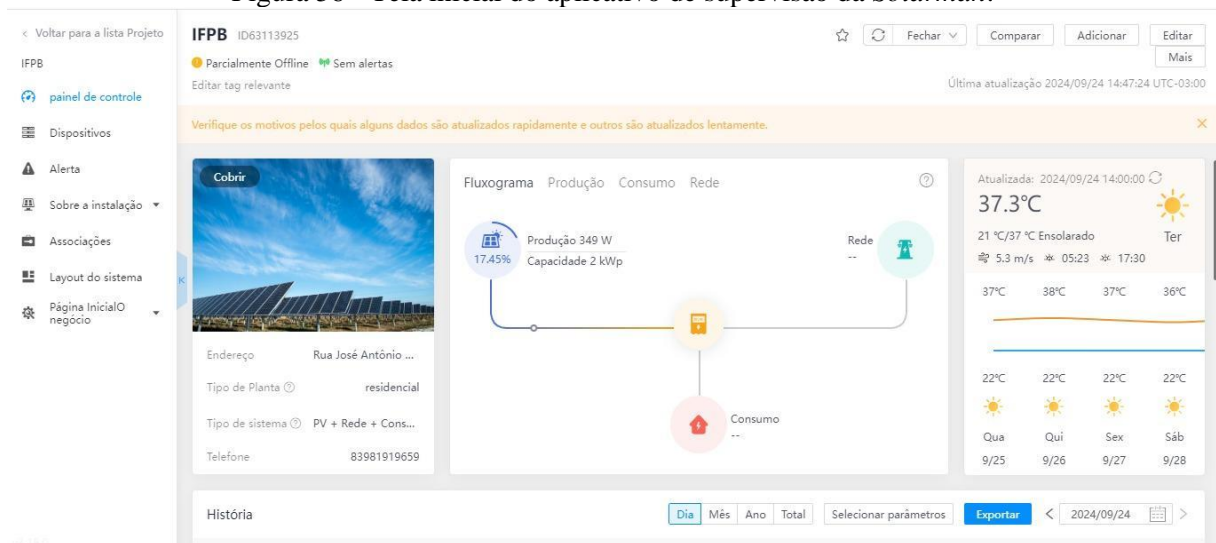 Figura 36 - Tela inicial do aplicativo de supervisão da Solarman.
< Voltar para a lista Projeto
IFPB
painel de controle
Dispositivos
Alerta
Sobre a instalação
Associações
Layout do sistema
Página InicialO
negócio
IFPB ID63113925
Fechar
Comparar
Adicionar
Editar
Mais
Parcialmente Offline Sem alertas
Editar tag relevante
Última atualização 2024/09/24 14:47:24 UTC-03:00
Verifique os motivos pelos quais alguns dados são atualizados rapidamente e outros são atualizados lentamente.
Cobrir
Endereço Rua José Antônio ...
Tipo de Planta residencial
Tipo de sistema PV + Rede + Cons...
Telefone 83981919659
Fluxograma Produção Consumo Rede
17.45%
Produção 349 W
Capacidade 2 kWp
Rede
--
Consumo
--
Atualizada: 2024/09/24 14:00:00
37.3°C
21 °C/37 °C Ensolarado Ter
5.3 m/s 05:23 17:30
37°C 38°C 37°C 36°C
22°C 22°C 22°C 22°C
Qua Qui Sex Sáb
9/25 9/26 9/27 9/28
História
Dia Mês Ano Total
Selecionar parâmetros
Exportar
< 2024/09/24 >